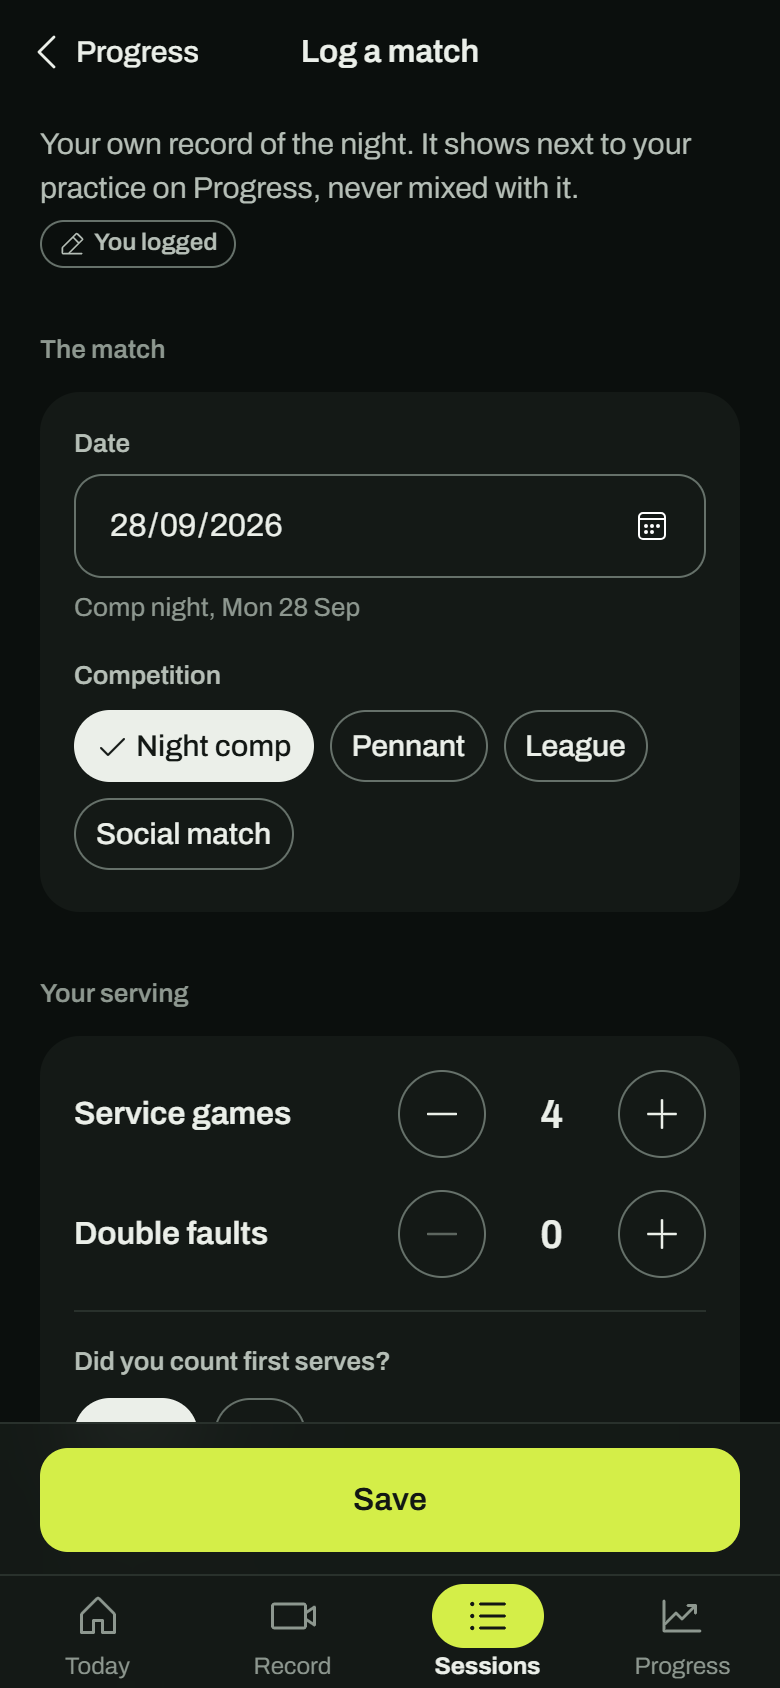 Progress
Log a match
Your own record of the night. It shows next to your
practice on Progress, never mixed with it.
You logged
The match
Date
28/09/2026
Comp night, Mon 28 Sep
Competition
Night comp
Pennant
League
Social match
Your serving
Service games
4
Double faults
0
Did you count first serves?
Save
Today
Record
Sessions
Progress